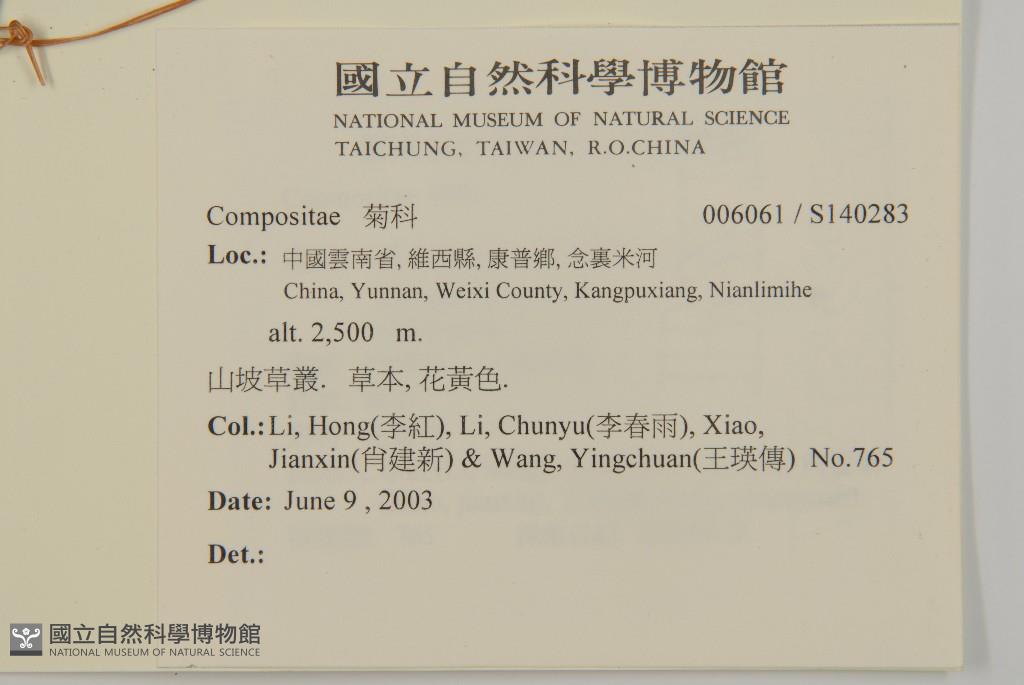 國立自然科學博物館
NATIONAL MUSEUM OF NATURAL SCIENCE
TAICHUNG, TAIWAN, R.O.CHINA
Compositae 菊科 006061 / S140283
Loc.: 中國雲南省, 維西縣, 康普鄉, 念裏米河
China, Yunnan, Weixi County, Kangpuxiang, Nianlimihe
alt. 2,500 m.
山坡草叢. 草本, 花黃色.
Col.: Li, Hong(李紅), Li, Chunyu(李春雨), Xiao,
Jianxin(肖建新) & Wang, Yingchuan(王瑛傳) No.765
Date: June 9 , 2003
Det.:
國立自然科學博物館
NATIONAL MUSEUM OF NATURAL SCIENCE